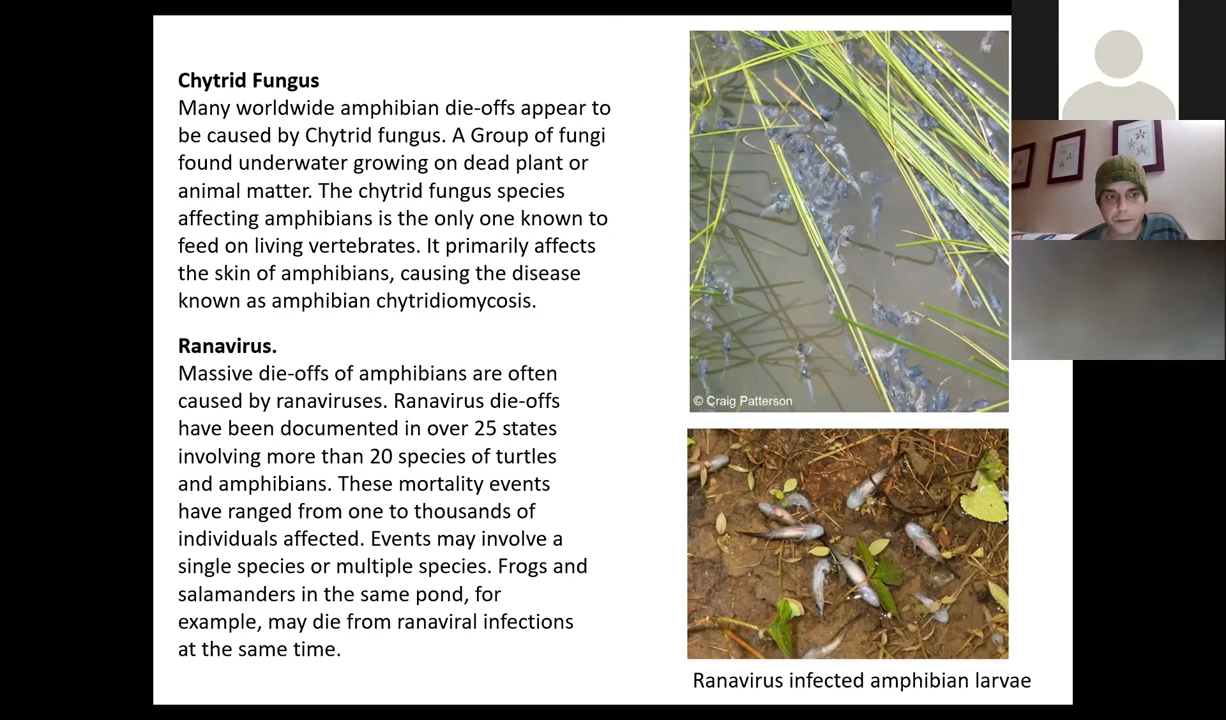 Chytrid Fungus
Many worldwide amphibian die-offs appear to
be caused by Chytrid fungus. A Group of fungi
found underwater growing on dead plant or
animal matter. The chytrid fungus species
affecting amphibians is the only one known to
feed on living vertebrates. It primarily affects
the skin of amphibians, causing the disease
known as amphibian chytridiomycosis.
Ranavirus.
Massive die-offs of amphibians are often
caused by ranaviruses. Ranavirus die-offs
have been documented in over 25 states
involving more than 20 species of turtles
and amphibians. These mortality events
have ranged from one to thousands of
individuals affected. Events may involve a
single species or multiple species. Frogs and
salamanders in the same pond, for
example, may die from ranaviral infections
at the same time.
© Craig Patterson
Ranavirus infected amphibian larvae